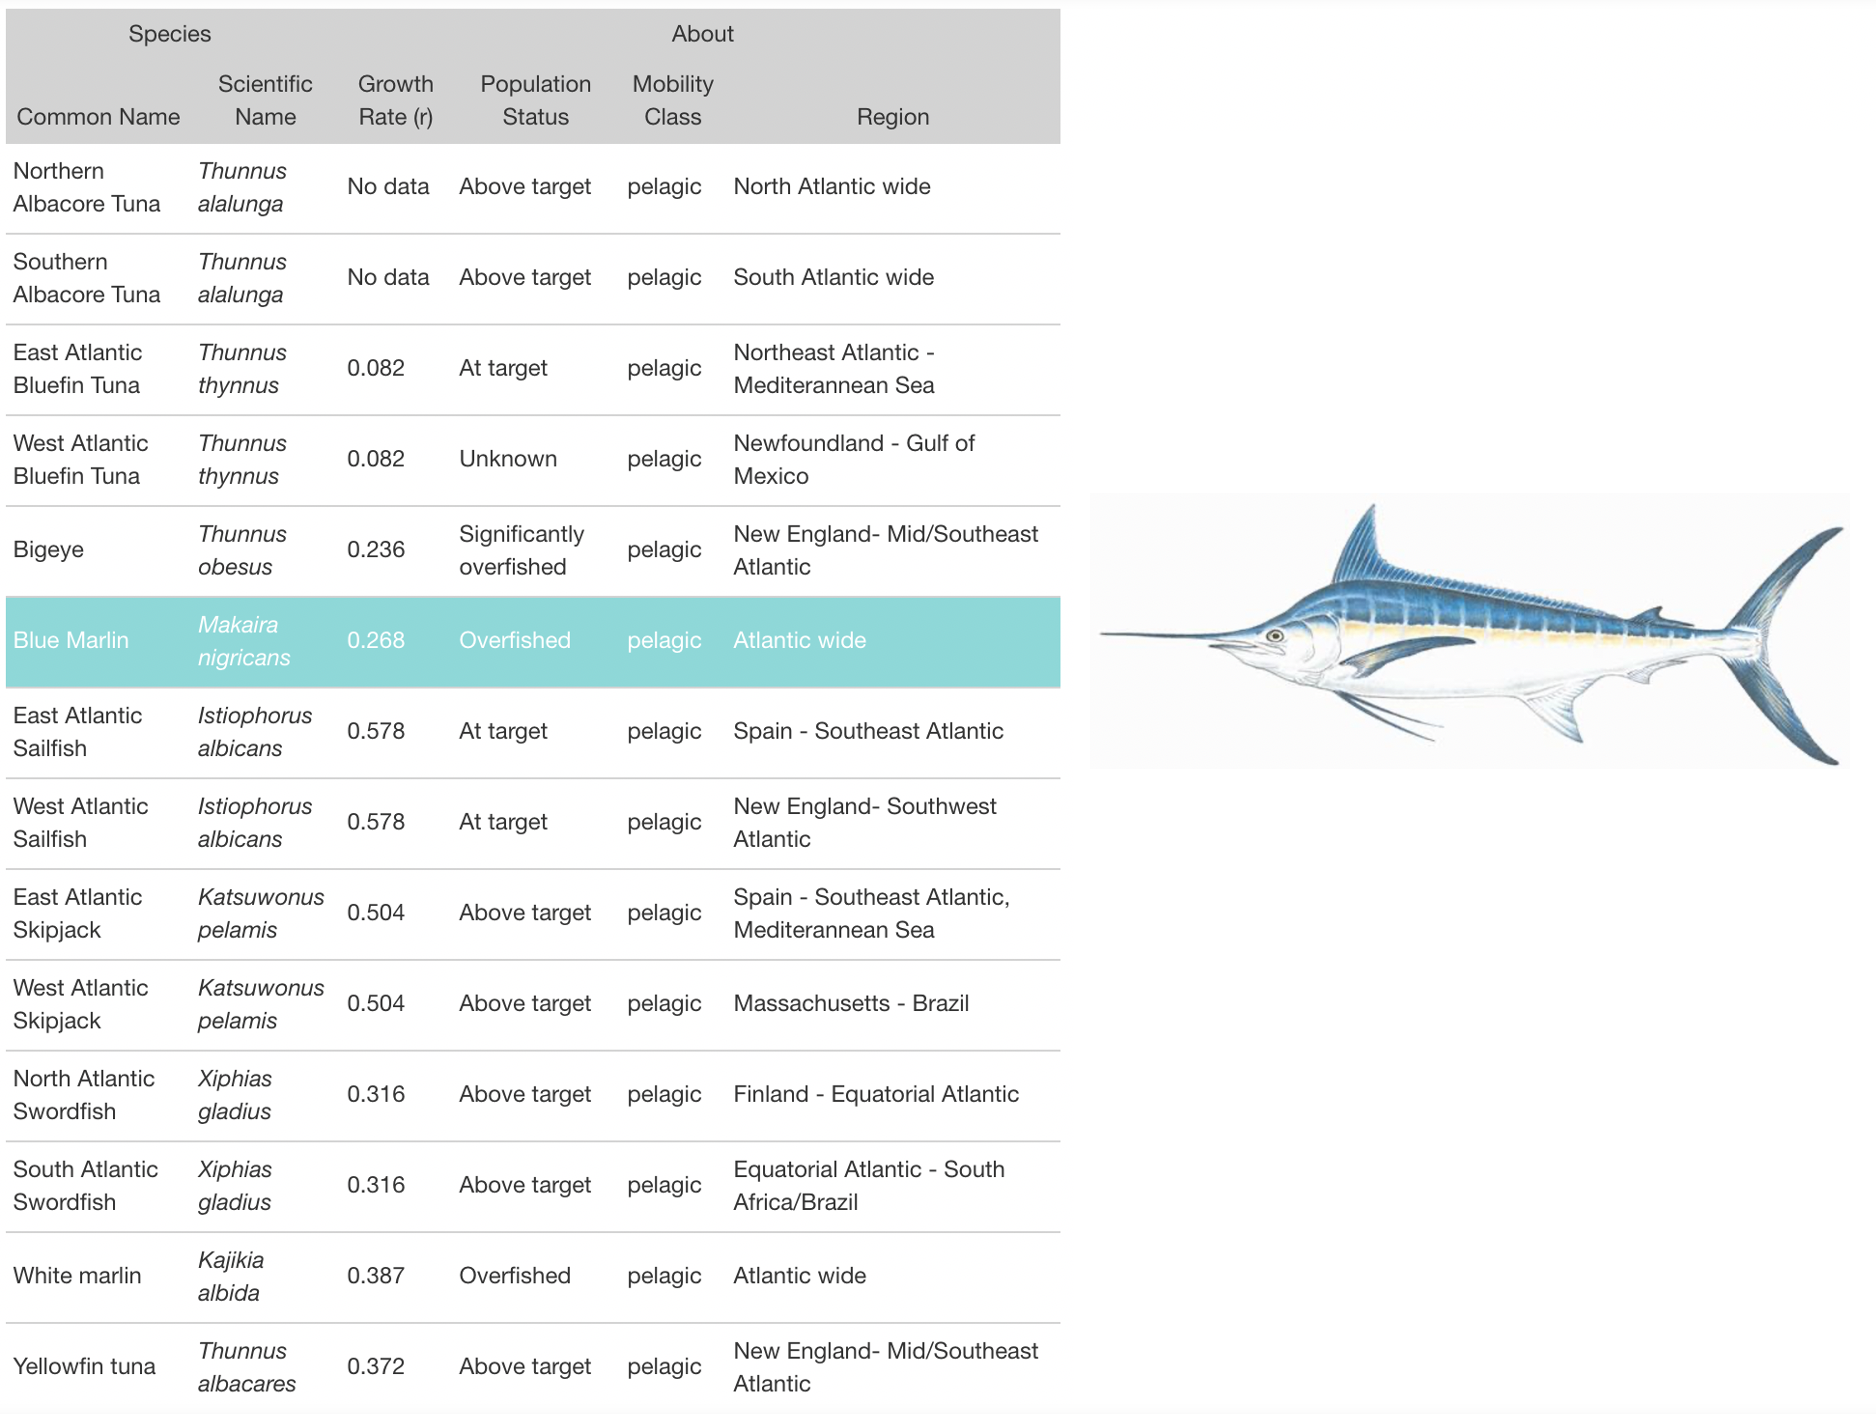 Species About
Common Name Scientific Name Growth Rate (r) Population Status Mobility Class Region
Northern Albacore Tuna Thunnus alalunga No data Above target pelagic North Atlantic wide
Southern Albacore Tuna Thunnus alalunga No data Above target pelagic South Atlantic wide
East Atlantic Bluefin Tuna Thunnus thynnus 0.082 At target pelagic Northeast Atlantic - Mediterannean Sea
West Atlantic Bluefin Tuna Thunnus thynnus 0.082 Unknown pelagic Newfoundland - Gulf of Mexico
Bigeye Thunnus obesus 0.236 Significantly overfished pelagic New England- Mid/Southeast Atlantic
Blue Marlin Makaira nigricans 0.268 Overfished pelagic Atlantic wide
East Atlantic Sailfish Istiophorus albicans 0.578 At target pelagic Spain - Southeast Atlantic
West Atlantic Sailfish Istiophorus albicans 0.578 At target pelagic New England- Southwest Atlantic
East Atlantic Skipjack Katsuwonus pelamis 0.504 Above target pelagic Spain - Southeast Atlantic, Mediterannean Sea
West Atlantic Skipjack Katsuwonus pelamis 0.504 Above target pelagic Massachusetts - Brazil
North Atlantic Swordfish Xiphias gladius 0.316 Above target pelagic Finland - Equatorial Atlantic
South Atlantic Swordfish Xiphias gladius 0.316 Above target pelagic Equatorial Atlantic - South Africa/Brazil
White marlin Kajikia albida 0.387 Overfished pelagic Atlantic wide
Yellowfin tuna Thunnus albacares 0.372 Above target pelagic New England- Mid/Southeast Atlantic